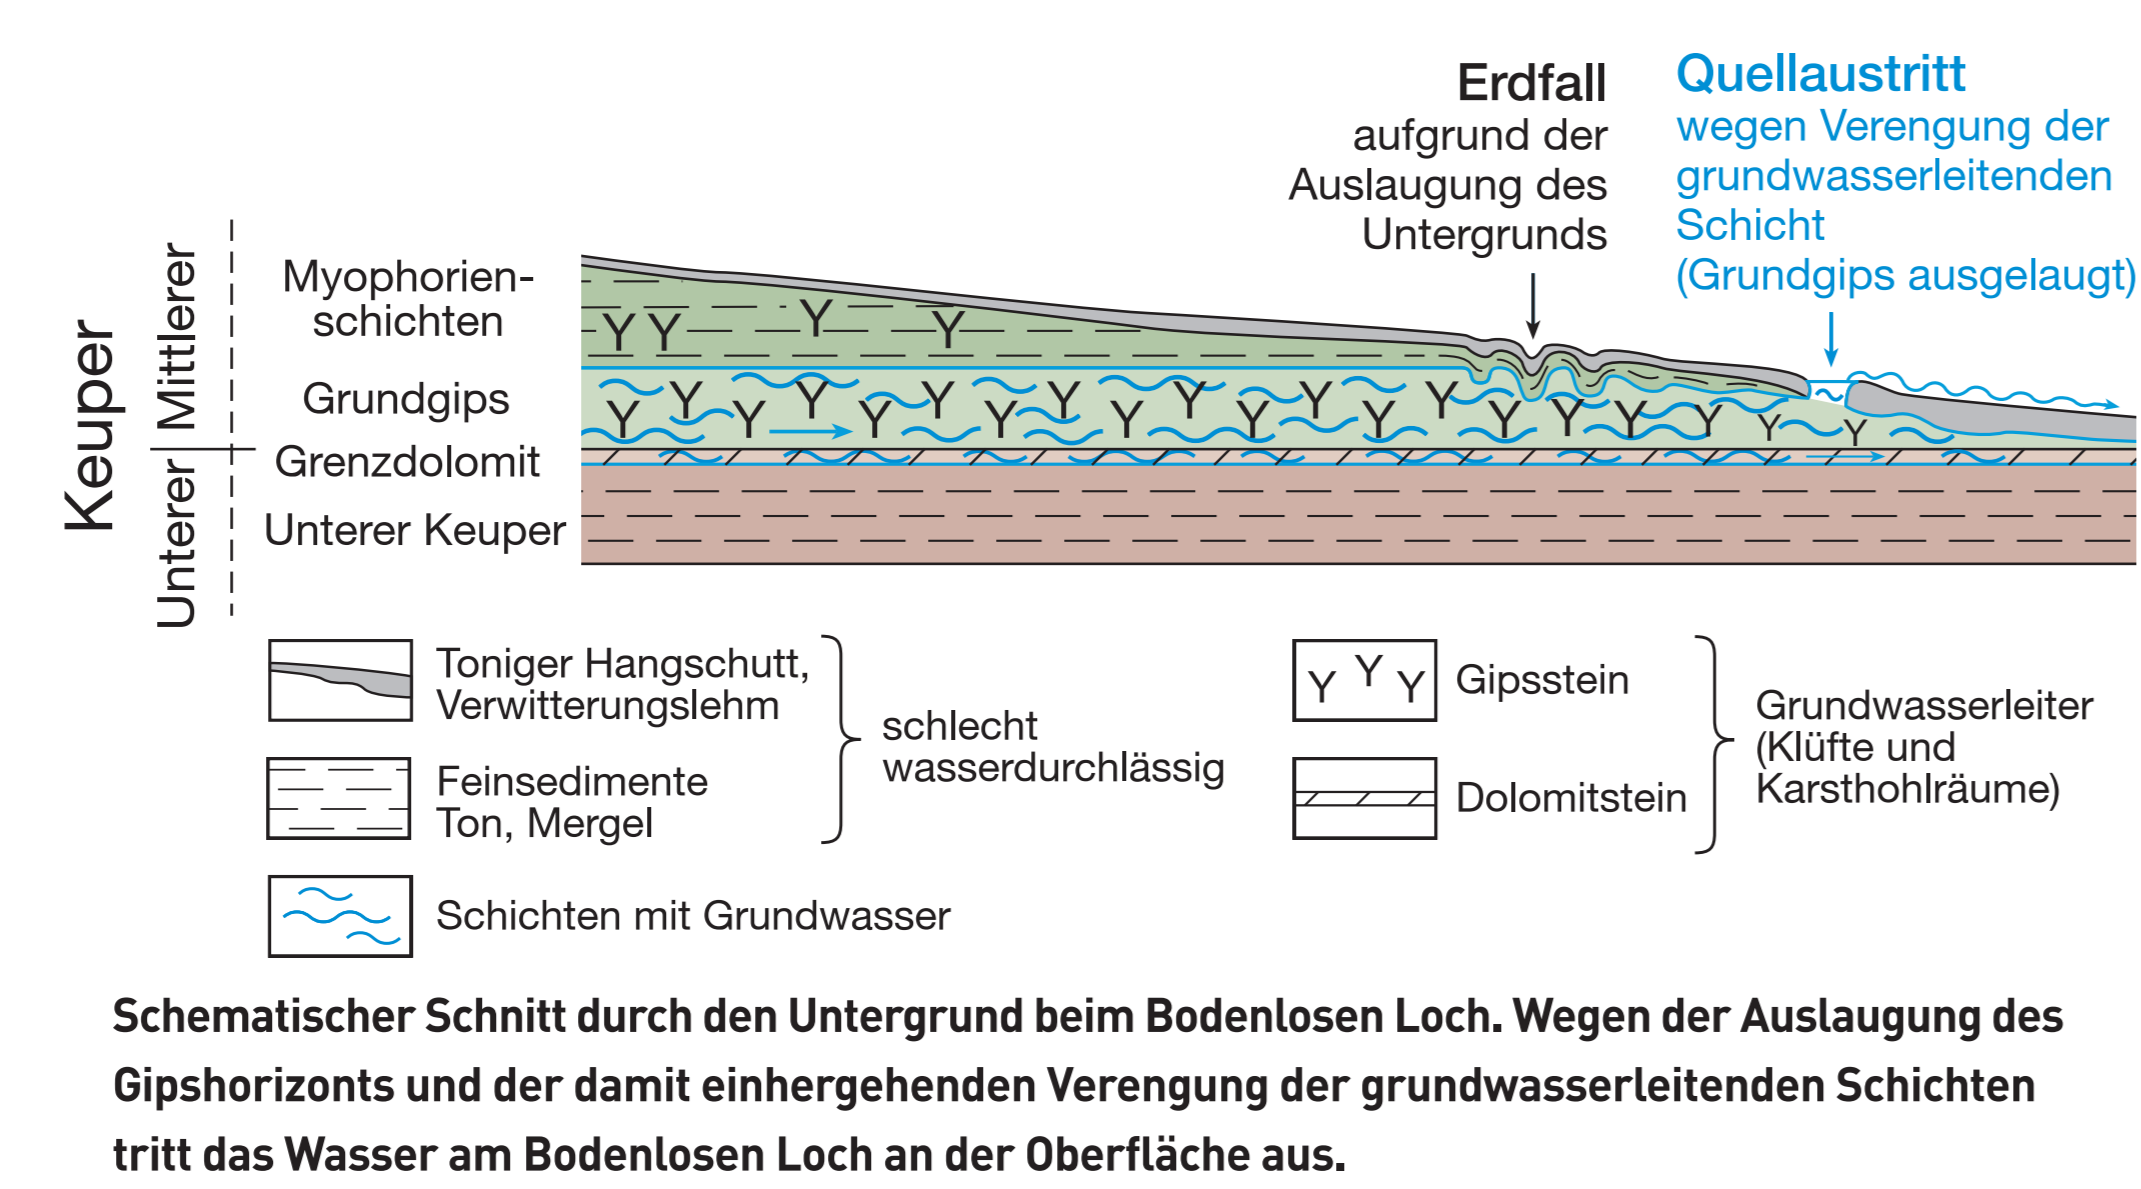 Erdfall
aufgrund der
Auslaugung des
Untergrunds
Quellaustritt
wegen Verengung der
grundwasserleitenden
Schicht
(Grundgips ausgelaugt)
Keuper
Mittlerer
Unterer
Myophorien-
schichten
Grundgips
Grenzdolomit
Unterer Keuper
Toniger Hangschutt,
Verwitterungslehm
Feinsedimente
Ton, Mergel
schlecht
wasserdurchlässig
Schichten mit Grundwasser
Gipsstein
Dolomitstein
Grundwasserleiter
(Klüfte und
Karsthohlräume)
Schematischer Schnitt durch den Untergrund beim Bodenlosen Loch. Wegen der Auslaugung des
Gipshorizonts und der damit einhergehenden Verengung der grundwasserleitenden Schichten
tritt das Wasser am Bodenlosen Loch an der Oberfläche aus.